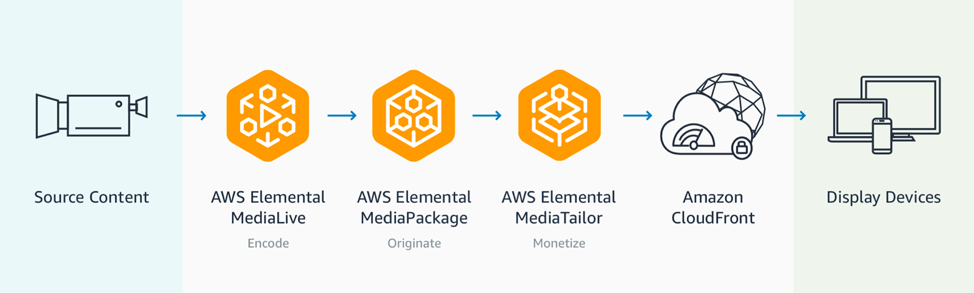 Source Content
AWS Elemental
MediaLive
Encode
AWS Elemental
MediaPackage
Originate
AWS Elemental
MediaTailor
Monetize
Amazon
CloudFront
Display Devices